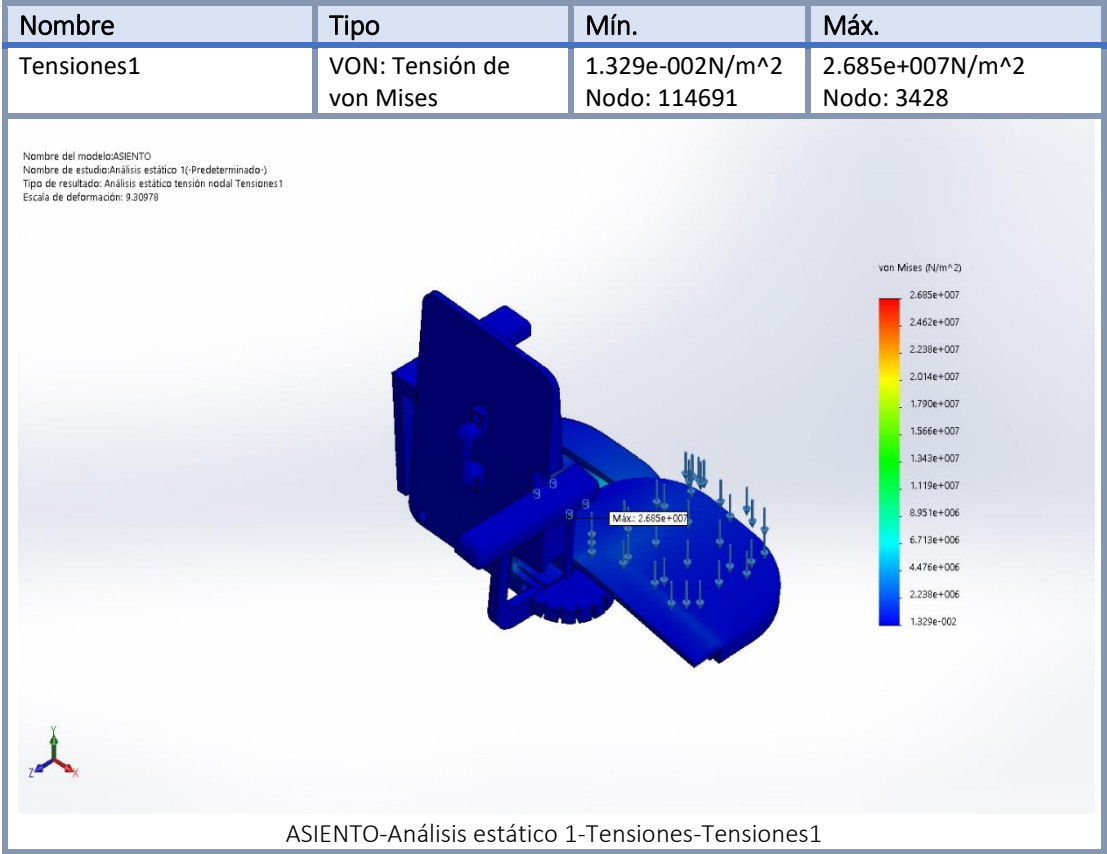 Nombre Tipo Mín. Máx.
Tensiones1 VON: Tensión de 1.329e-002N/m^2 2.685e+007N/m^2
von Mises Nodo: 114691 Nodo: 3428
Nombre del modelo:ASIENTO
Nombre de estudio:Análisis estático 1(-Predeterminado-)
Tipo de resultado: Análisis estático tensión nodal Tensiones1
Escala de deformación: 9.30978
von Mises (N/m^2)
2.685e+007
2.462e+007
2.238e+007
2.014e+007
1.790e+007
1.566e+007
1.343e+007
1.119e+007
8.951e+006
6.713e+006
4.476e+006
2.238e+006
1.329e-002
Máx.: 2.685e+007
Y
Z X
ASIENTO-Análisis estático 1-Tensiones-Tensiones1